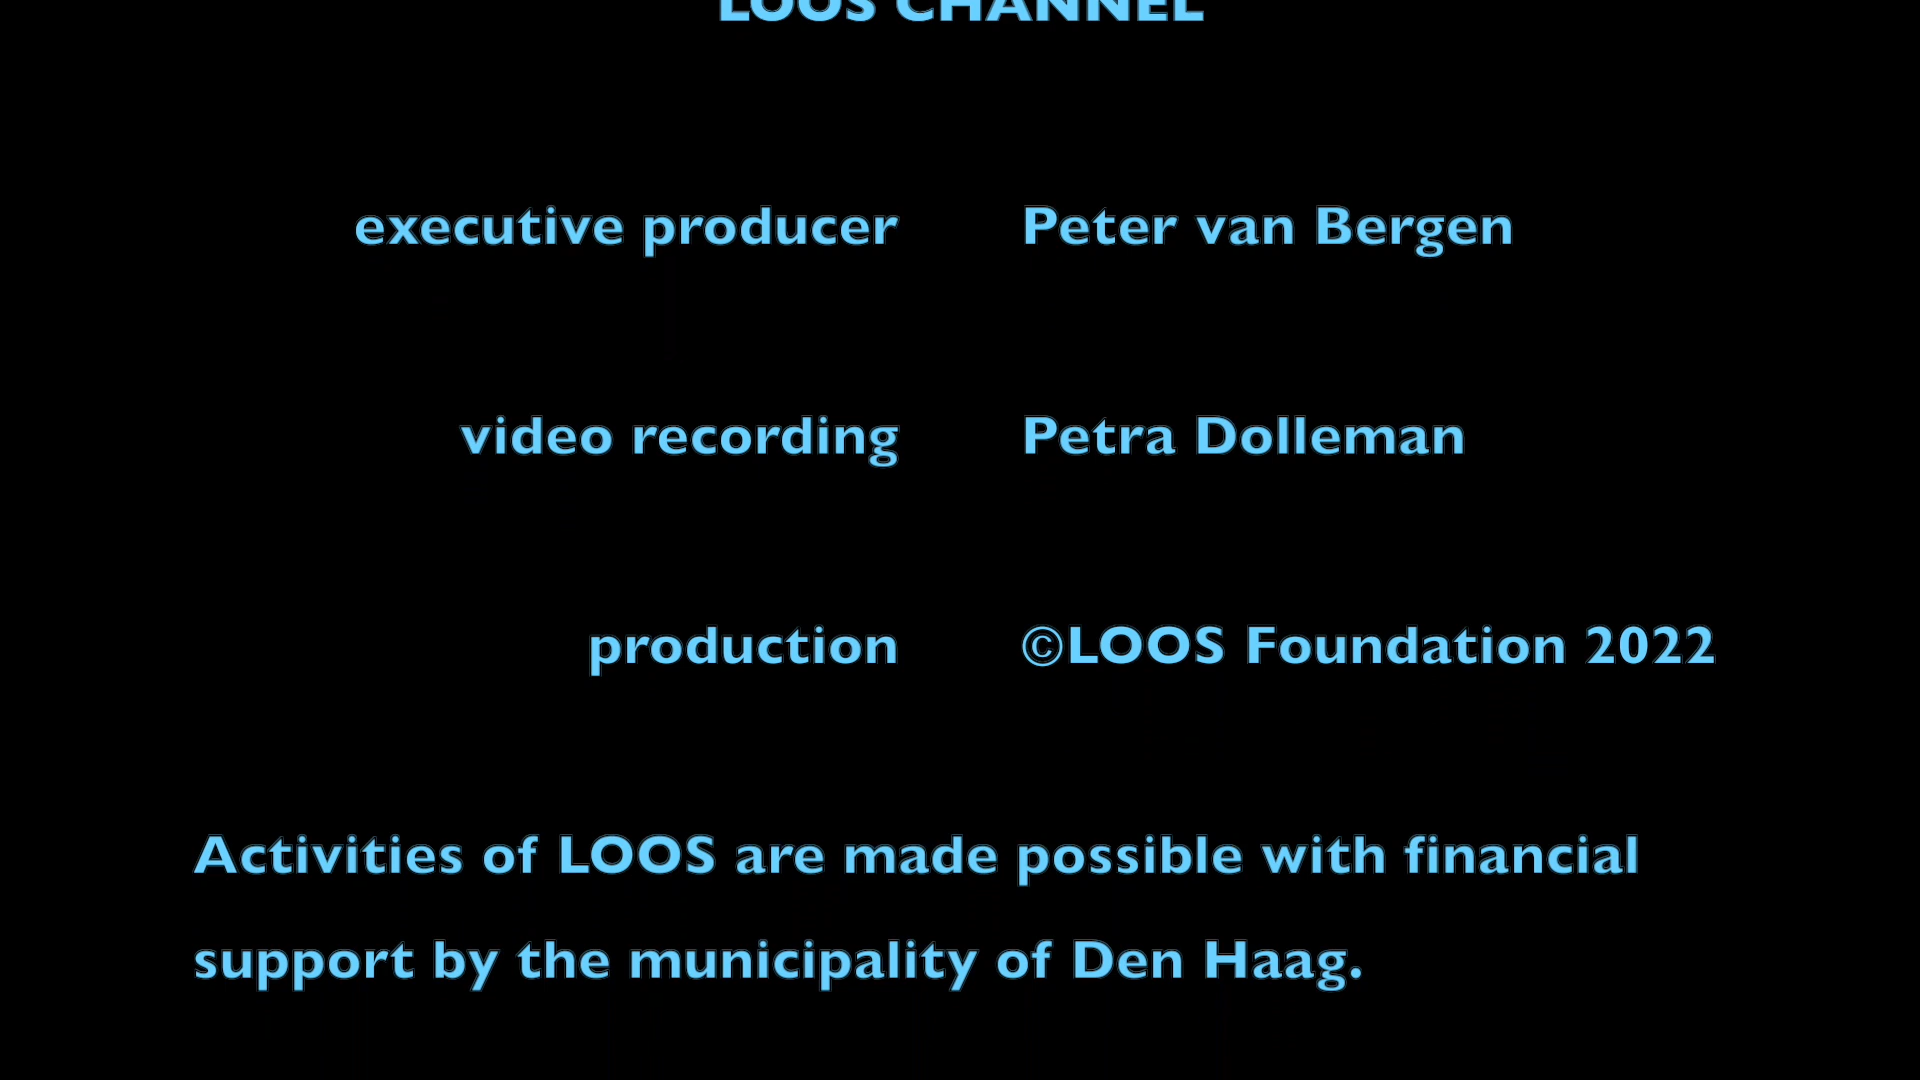 LOOS CHANNEL
executive producer Peter van Bergen
video recording Petra Dolleman
production ©LOOS Foundation 2022
Activities of LOOS are made possible with financial
support by the municipality of Den Haag.